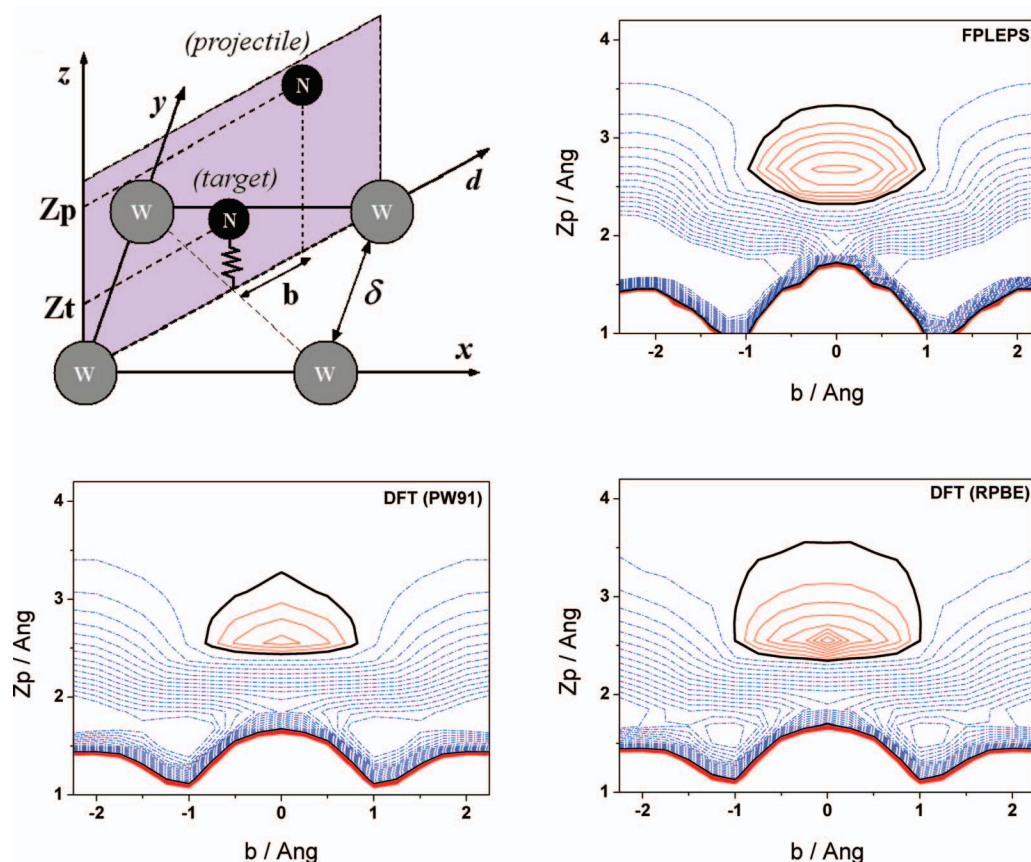 z
(projectile)
N
y
(target)
N
d
Zp
W
W
Zt
b
δ
W
W
x
FPLEPS
4
3
2
1
Zp / Ang
-2
-1
0
1
2
b / Ang
DFT (PW91)
4
3
2
1
Zp / Ang
-2
-1
0
1
2
b / Ang
DFT (RPBE)
4
3
2
1
Zp / Ang
-2
-1
0
1
2
b / Ang